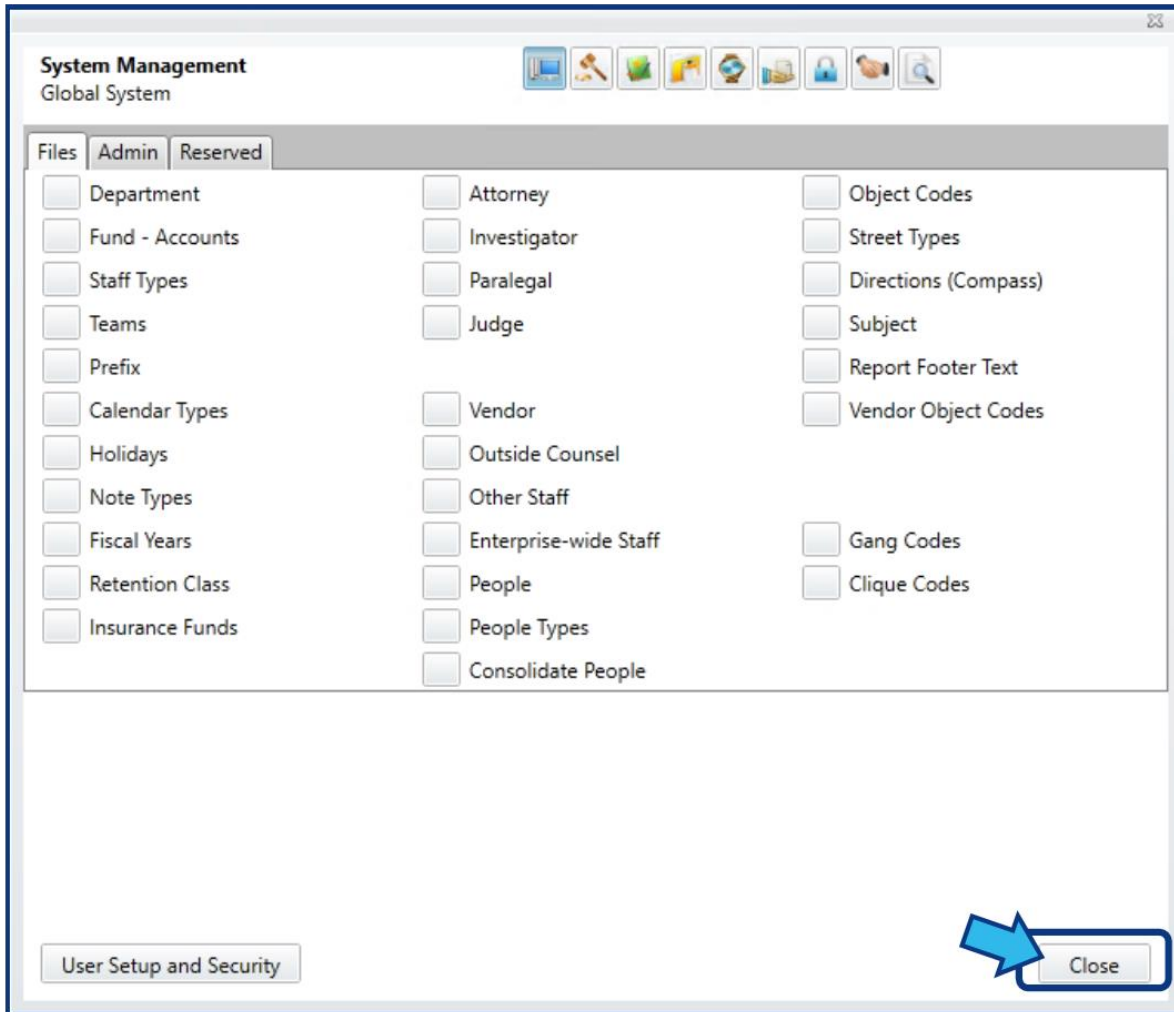 System Management
Global System
Files Admin Reserved
Department Attorney Object Codes
Fund - Accounts Investigator Street Types
Staff Types Paralegal Directions (Compass)
Teams Judge Subject
Prefix Report Footer Text
Calendar Types Vendor Vendor Object Codes
Holidays Outside Counsel
Note Types Other Staff
Fiscal Years Enterprise-wide Staff Gang Codes
Retention Class People Clique Codes
Insurance Funds People Types
Consolidate People
User Setup and Security Close